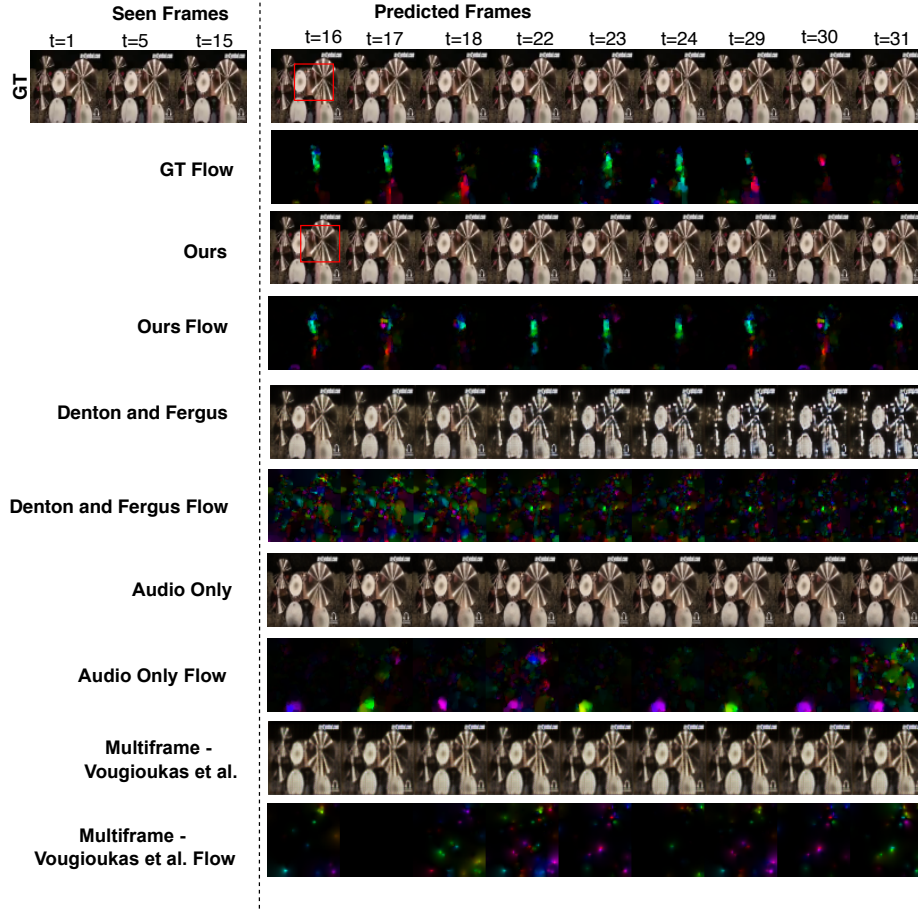 Seen Frames
Predicted Frames
t=1 t=5 t=15
t=16 t=17 t=18 t=22 t=23 t=24 t=29 t=30 t=31
GT
GT Flow
Ours
Ours Flow
Denton and Fergus
Denton and Fergus Flow
Audio Only
Audio Only Flow
Multiframe -
Vougioukas et al.
Multiframe -
Vougioukas et al. Flow